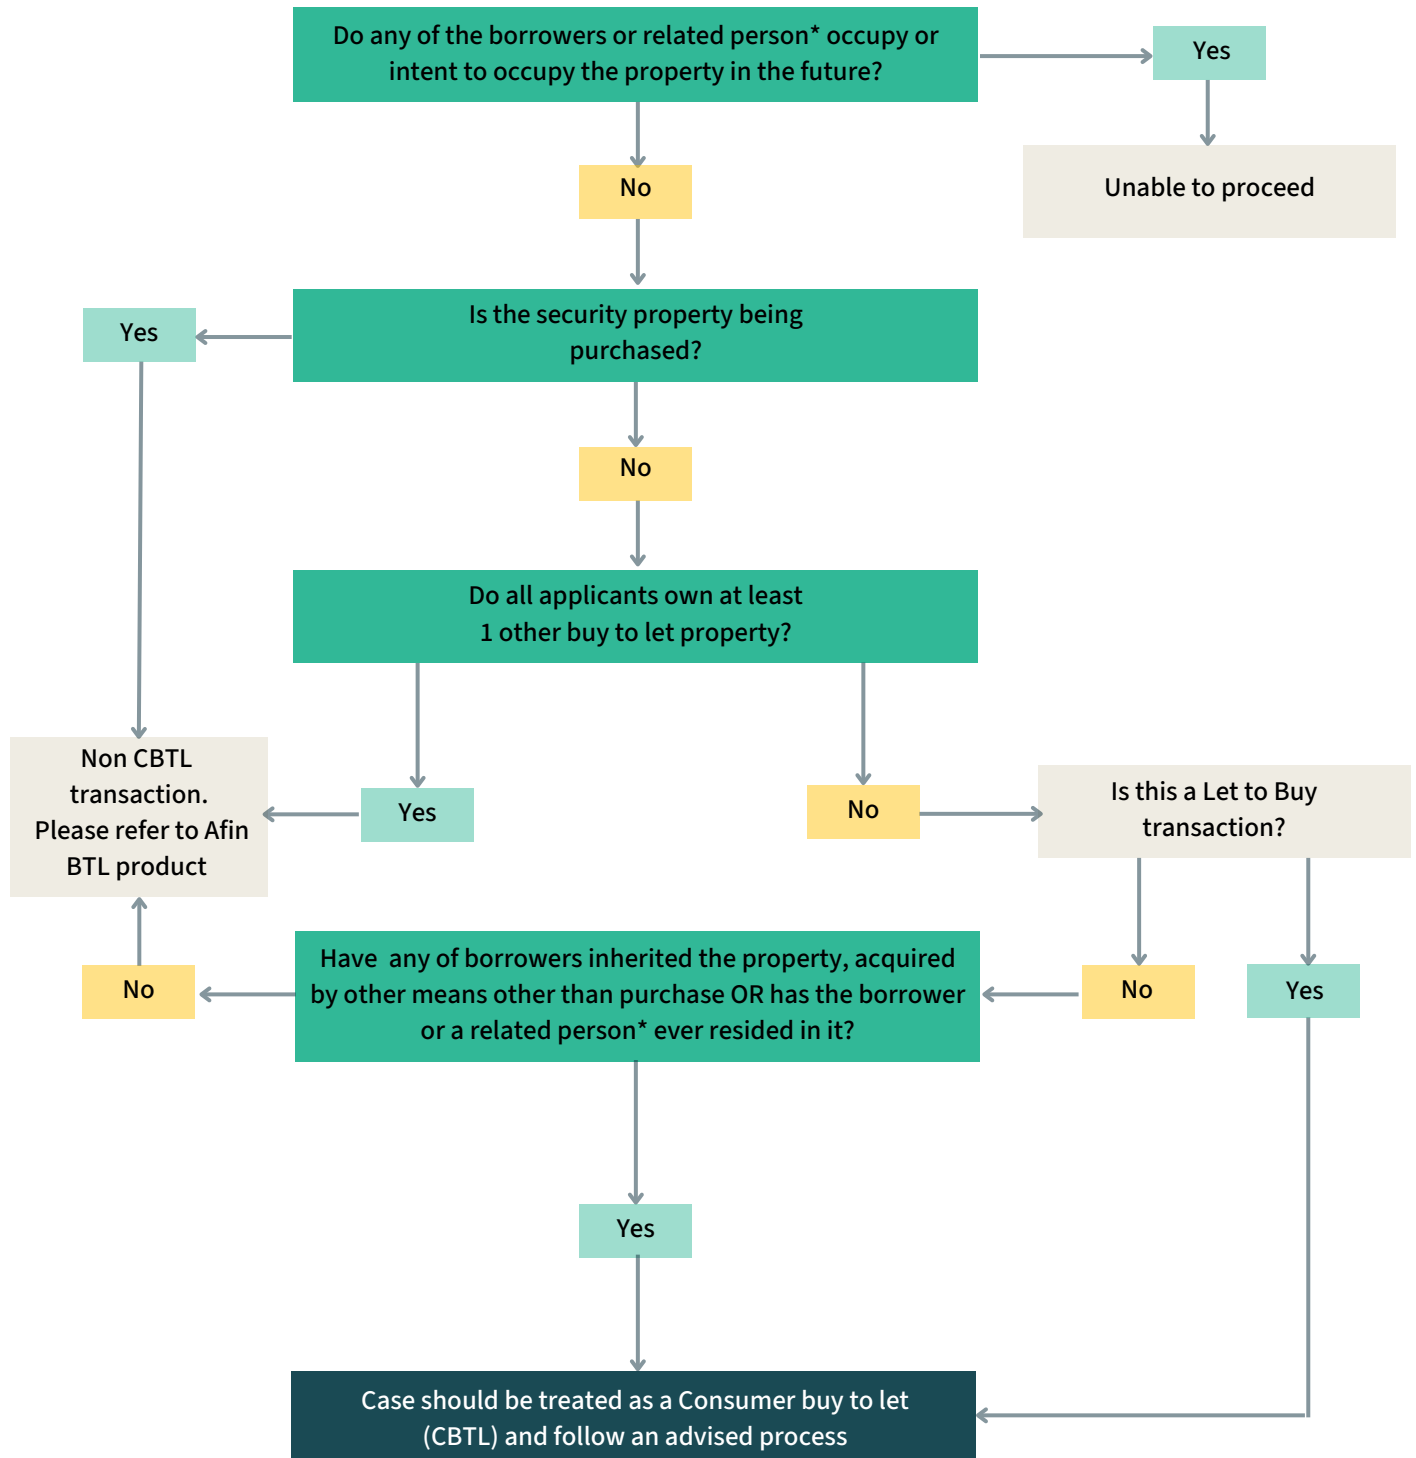 Do any of the borrowers or related person* occupy or
intent to occupy the property in the future?
Yes
Unable to proceed
No
Is the security property being
purchased?
Yes
No
Do all applicants own at least
1 other buy to let property?
Non CBTL
transaction.
Please refer to Afin
BTL product
Yes
No
Is this a Let to Buy
transaction?
Have any of borrowers inherited the property, acquired
by other means other than purchase OR has the borrower
or a related person* ever resided in it?
No
No
Yes
Yes
Case should be treated as a Consumer buy to let
(CBTL) and follow an advised process